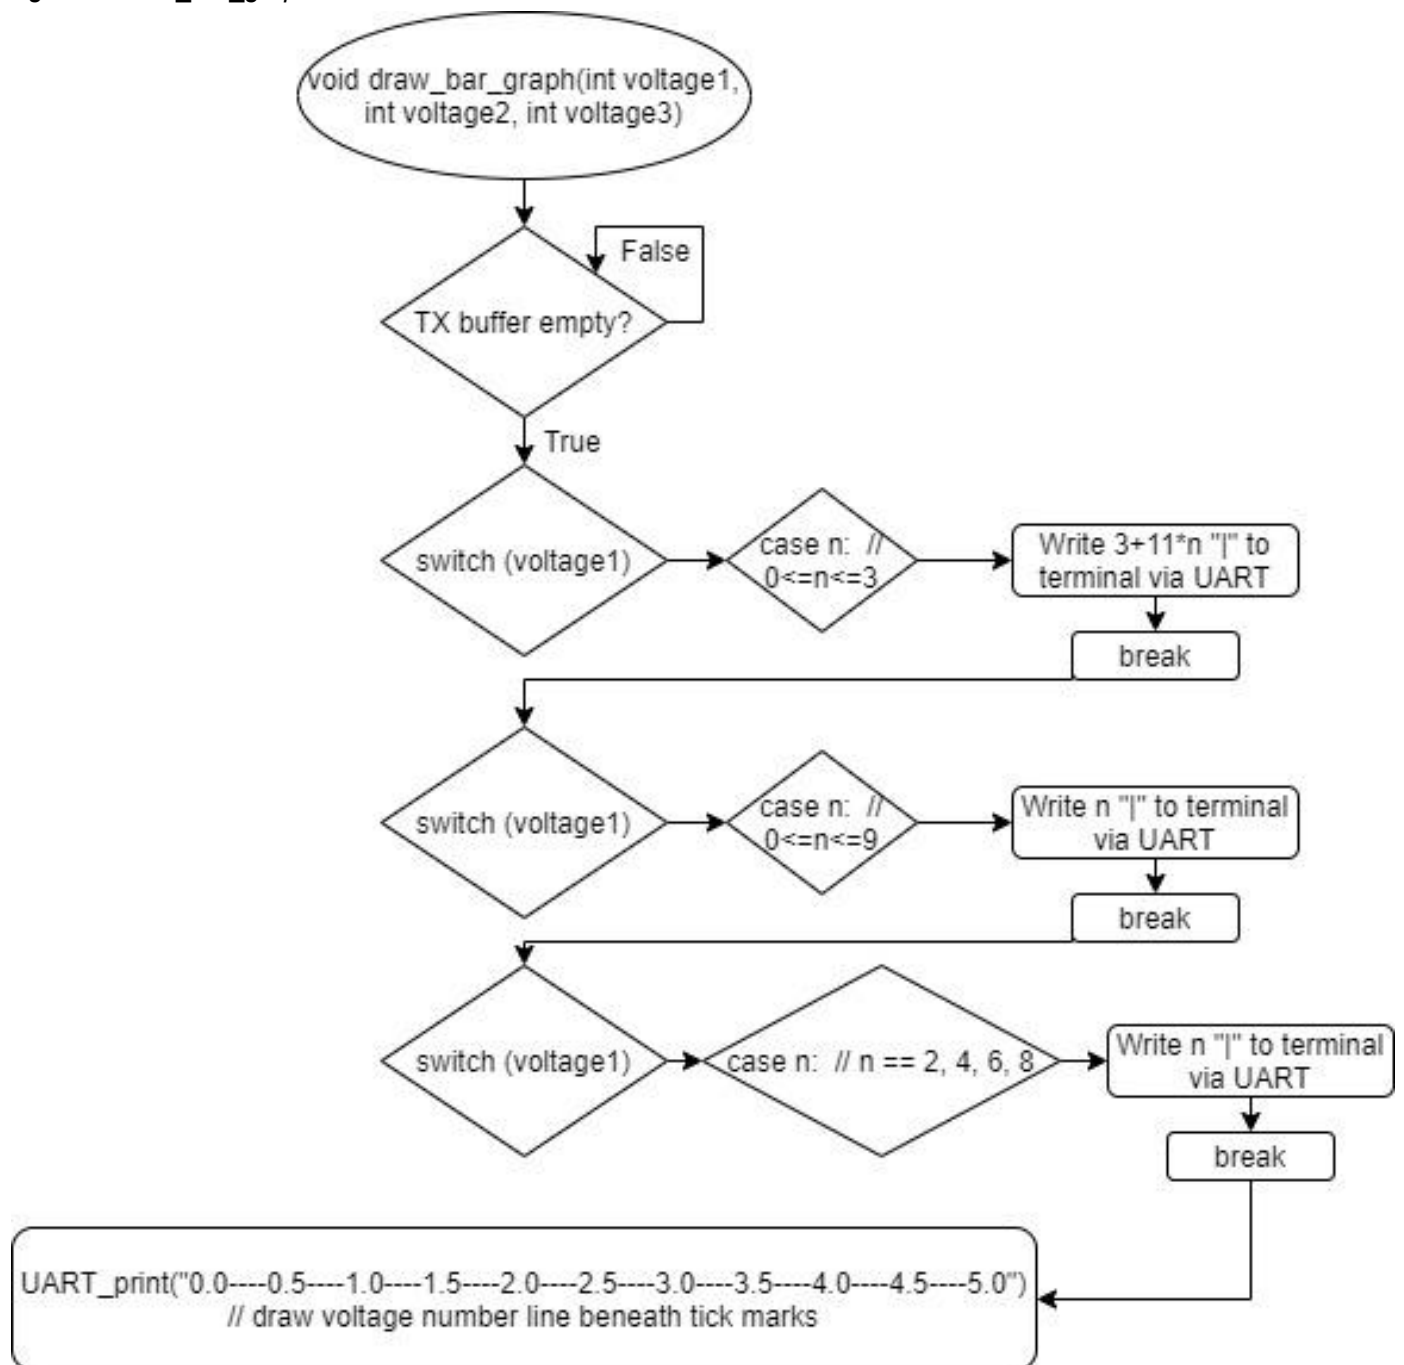 void draw_bar_graph(int voltage1,
int voltage2, int voltage3)
False
TX buffer empty?
True
switch (voltage1)
case n:  //
0<=n<=3
Write 3+11*n "|" to
terminal via UART
break
switch (voltage1)
case n:  //
0<=n<=9
Write n "|" to terminal
via UART
break
switch (voltage1)
case n:  // n == 2, 4, 6, 8
Write n "|" to terminal
via UART
break
UART_print("0.0----0.5----1.0----1.5----2.0----2.5----3.0----3.5----4.0----4.5----5.0")
// draw voltage number line beneath tick marks